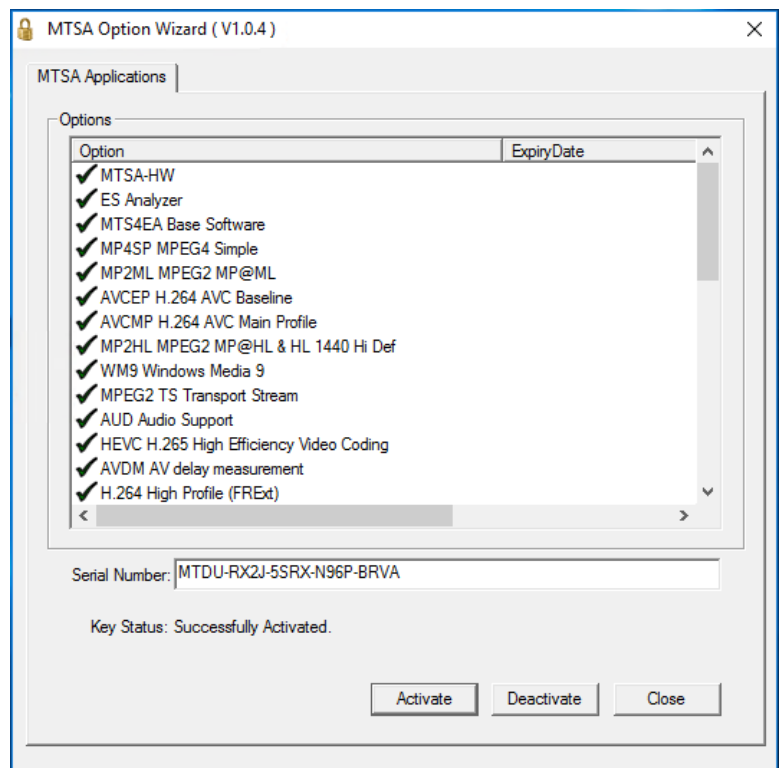 MTSA Option Wizard ( V1.0.4 )
MTSA Applications
Options
Option ExpiryDate
MTSA-HW
ES Analyzer
MTS4EA Base Software
MP4SP MPEG4 Simple
MP2ML MPEG2 MP@ML
AVCEP H.264 AVC Baseline
AVCMP H.264 AVC Main Profile
MP2HL MPEG2 MP@HL & HL 1440 Hi Def
WM9 Windows Media 9
MPEG2 TS Transport Stream
AUD Audio Support
HEVC H.265 High Efficiency Video Coding
AVDM AV delay measurement
H.264 High Profile (FRExt)
Serial Number: MTDU-RX2J-5SRX-N96P-BRVA
Key Status: Successfully Activated.
Activate Deactivate Close